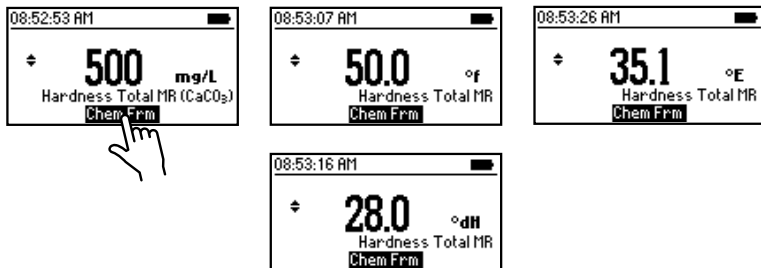 08:52:53 AM
500 mg/L
Hardness Total MR (CaCO₃)
Chem Frm
08:53:07 AM
50.0 °f
Hardness Total MR
Chem Frm
08:53:26 AM
35.1 °E
Hardness Total MR
Chem Frm
08:53:16 AM
28.0 °dH
Hardness Total MR
Chem Frm